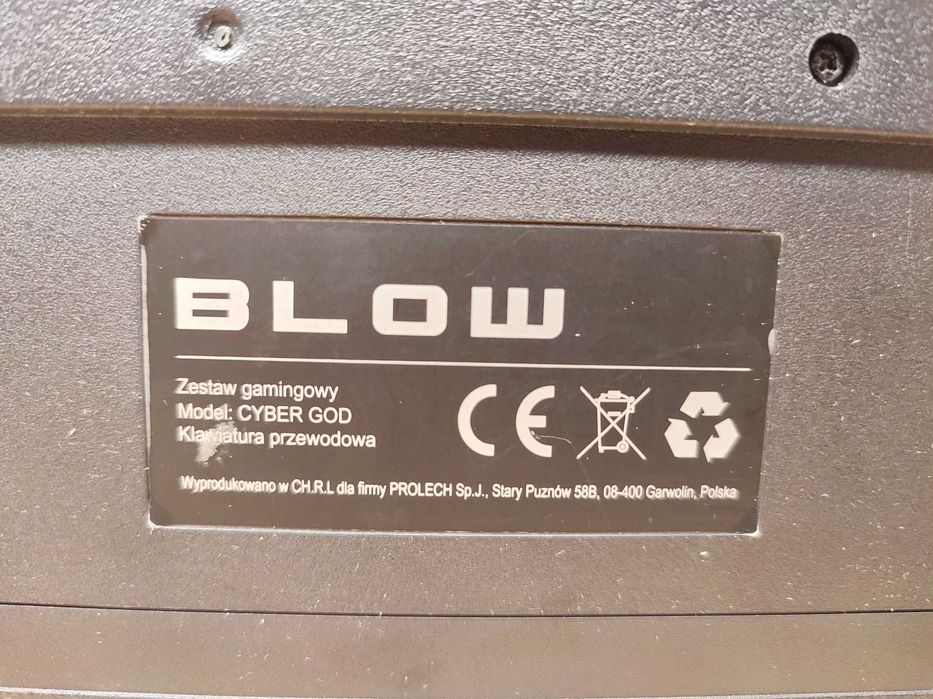 BLOW
Zestaw gamingowy
Model: CYBER GOD
Klawiatura przewodowa
CE
Wyprodukowano w CH.R.L dla firmy PROLECH Sp.J., Stary Puznów 58B, 08-400 Garwolin, Polska